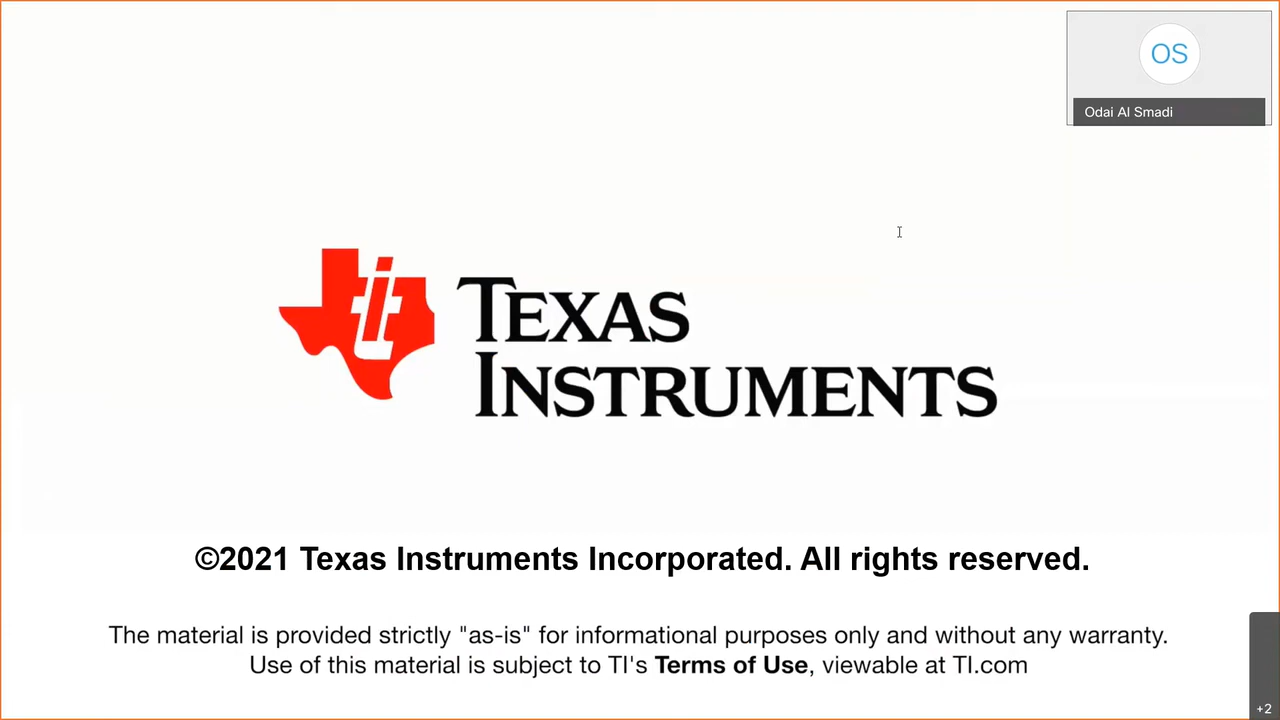 OS
Odai Al Smadi
ti
TEXAS
INSTRUMENTS
©2021 Texas Instruments Incorporated. All rights reserved.
The material is provided strictly "as-is" for informational purposes only and without any warranty.
Use of this material is subject to TI's Terms of Use, viewable at TI.com
+2